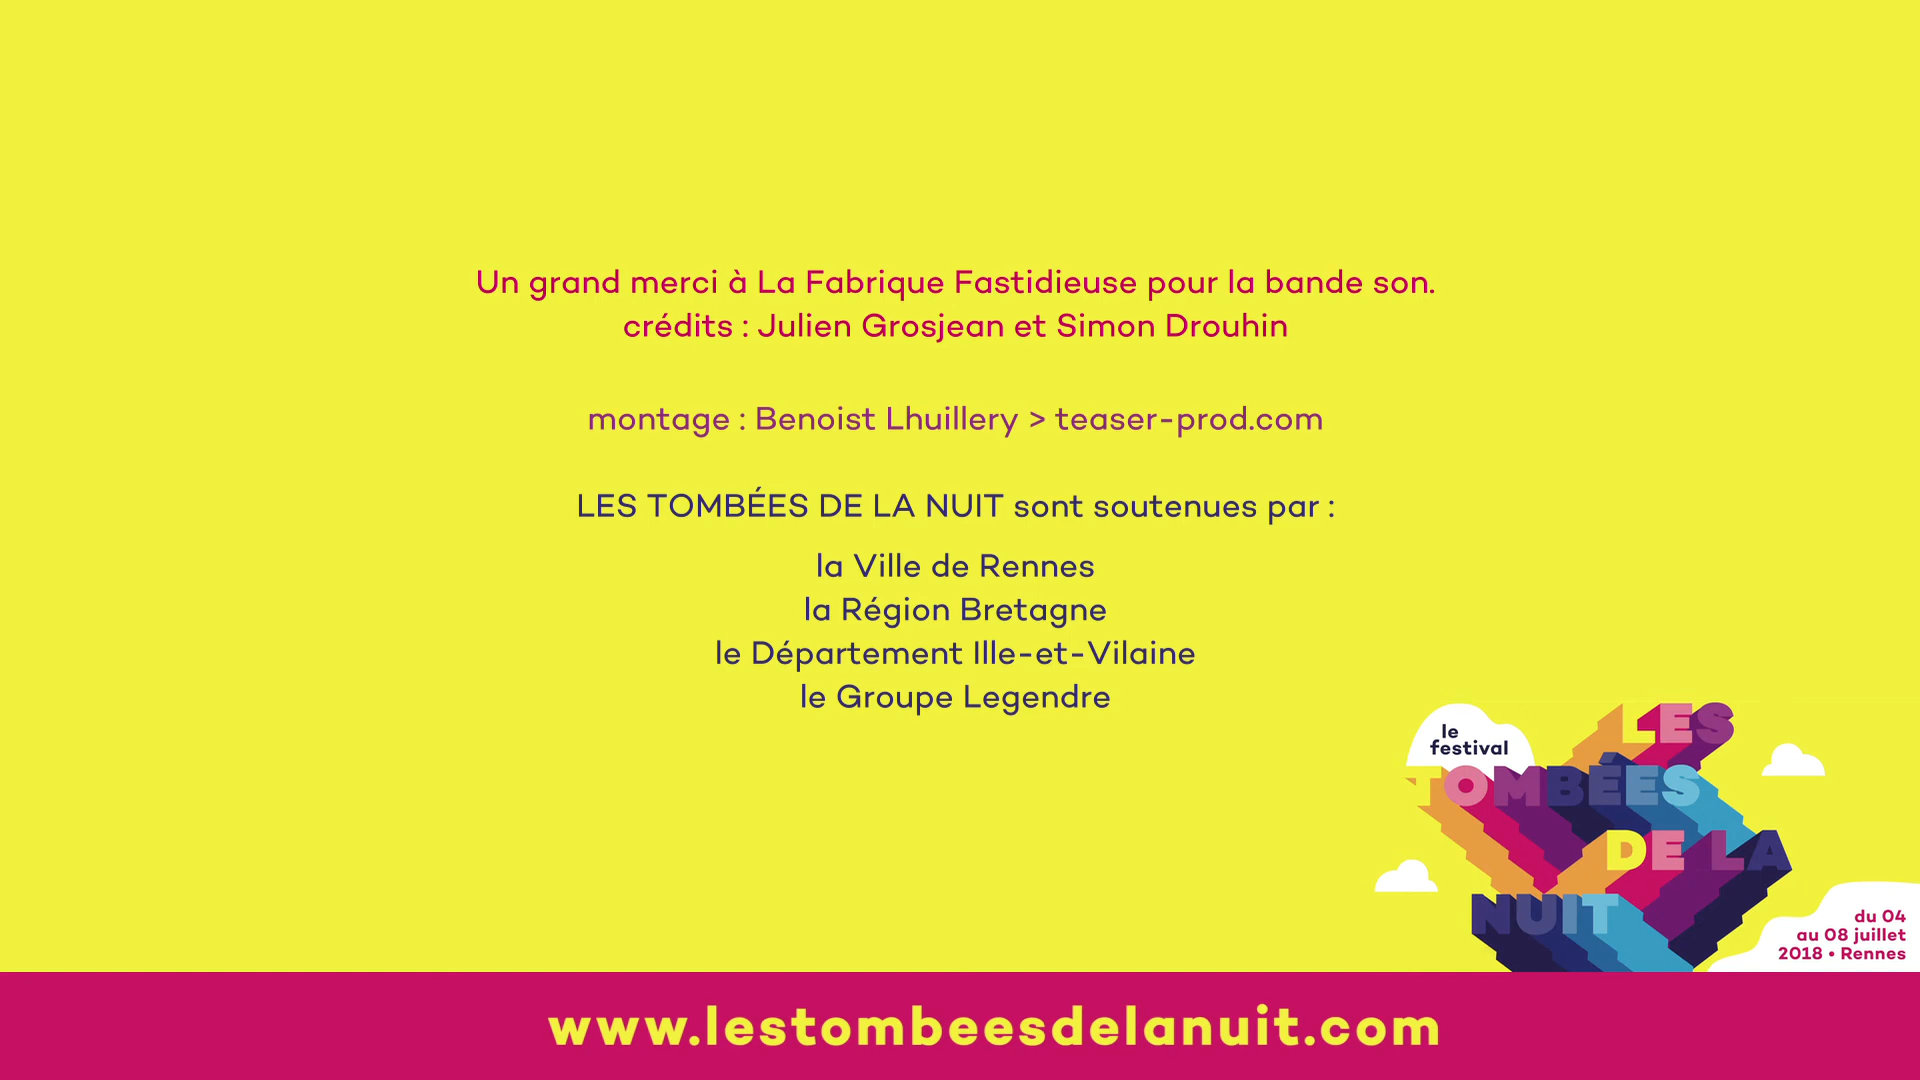 Un grand merci à La Fabrique Fastidieuse pour la bande son.
crédits : Julien Grosjean et Simon Drouhin
montage : Benoist Lhuillery > teaser-prod.com
LES TOMBÉES DE LA NUIT sont soutenues par :
la Ville de Rennes
la Région Bretagne
le Département Ille-et-Vilaine
le Groupe Legendre
le
festival
LES
TOMBÉES
DE LA
NUIT
du 04
au 08 juillet
2018 • Rennes
www.lestombeesdelanuit.com